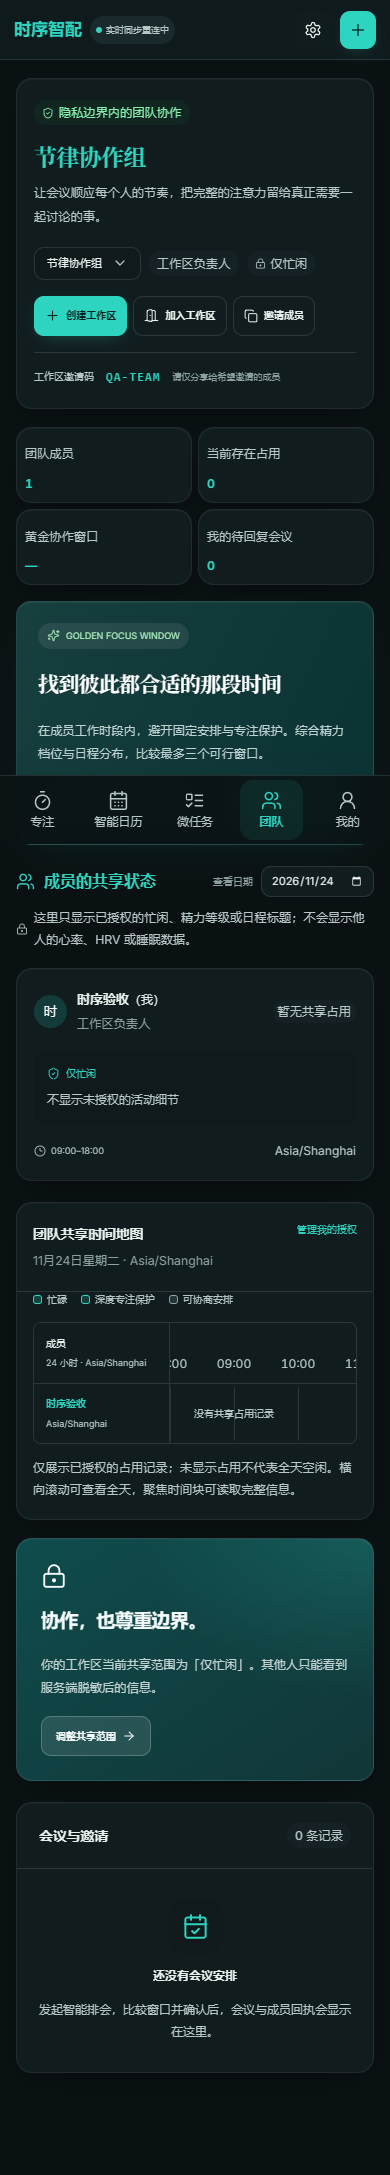 时序智配
实时同步重连中
隐私边界内的团队协作
节律协作组
让会议顺应每个人的节奏，把完整的注意力留给真正需要一
起讨论的事。
节律协作组
工作区负责人
仅忙闲
创建工作区
加入工作区
邀请成员
工作区邀请码 QA-TEAM 请仅分享给希望邀请的成员
团队成员
1
当前存在占用
0
黄金协作窗口
—
我的待回复会议
0
GOLDEN FOCUS WINDOW
找到彼此都合适的那段时间
在成员工作时段内，避开固定安排与专注保护。综合精力
档位与日程分布，比较最多三个可行窗口。
专注
智能日历
微任务
团队
我的
成员的共享状态
查看日期
2026/11/24
这里只显示已授权的忙闲、精力等级或日程标题；不会显示他
人的心率、HRV 或睡眠数据。
时
时序验收（我）
工作区负责人
暂无共享占用
仅忙闲
不显示未授权的活动细节
09:00–18:00
Asia/Shanghai
团队共享时间地图
管理我的授权
11月24日星期二 · Asia/Shanghai
忙碌
深度专注保护
可协商安排
成员
24 小时 · Asia/Shanghai
:00
09:00
10:00
11
时序验收
Asia/Shanghai
没有共享占用记录
仅展示已授权的占用记录；未显示占用不代表全天空闲。横
向滚动可查看全天，聚焦时间块可读取完整信息。
协作，也尊重边界。
你的工作区当前共享范围为「仅忙闲」。其他人只能看到
服务端脱敏后的信息。
调整共享范围
会议与邀请
0 条记录
还没有会议安排
发起智能排会，比较窗口并确认后，会议与成员回执会显示
在这里。